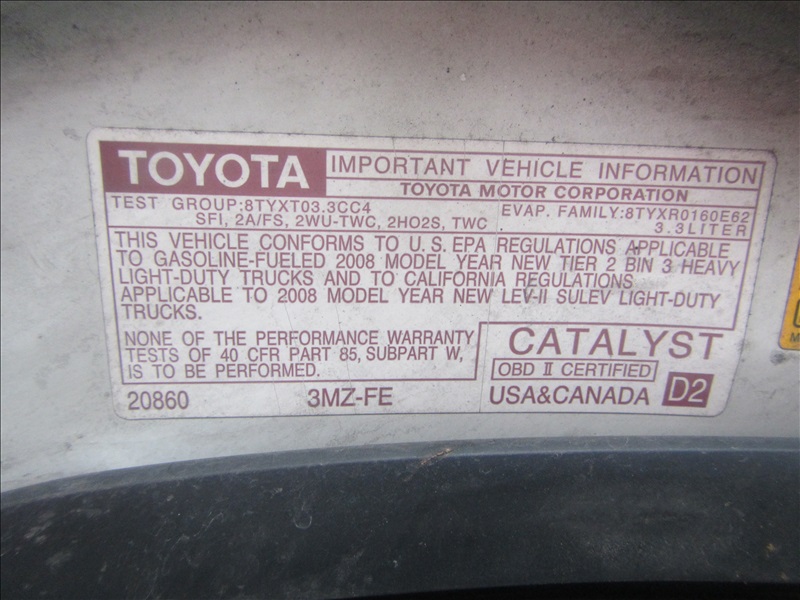 TOYOTA
IMPORTANT VEHICLE INFORMATION
TOYOTA MOTOR CORPORATION
TEST GROUP:8TYXT03.3CC4
SFI, 2A/FS, 2WU-TWC, 2HO2S, TWC
EVAP. FAMILY:8TYXR0160E62
3.3LITER
THIS VEHICLE CONFORMS TO U.S. EPA REGULATIONS APPLICABLE
TO GASOLINE-FUELED 2008 MODEL YEAR NEW TIER 2 BIN 3 HEAVY
LIGHT-DUTY TRUCKS AND TO CALIFORNIA REGULATIONS
APPLICABLE TO 2008 MODEL YEAR NEW LEV-II SULEV LIGHT-DUTY
TRUCKS.
NONE OF THE PERFORMANCE WARRANTY
TESTS OF 40 CFR PART 85, SUBPART W,
IS TO BE PERFORMED.
CATALYST
OBD II CERTIFIED
20860
3MZ-FE
USA&CANADA
D2